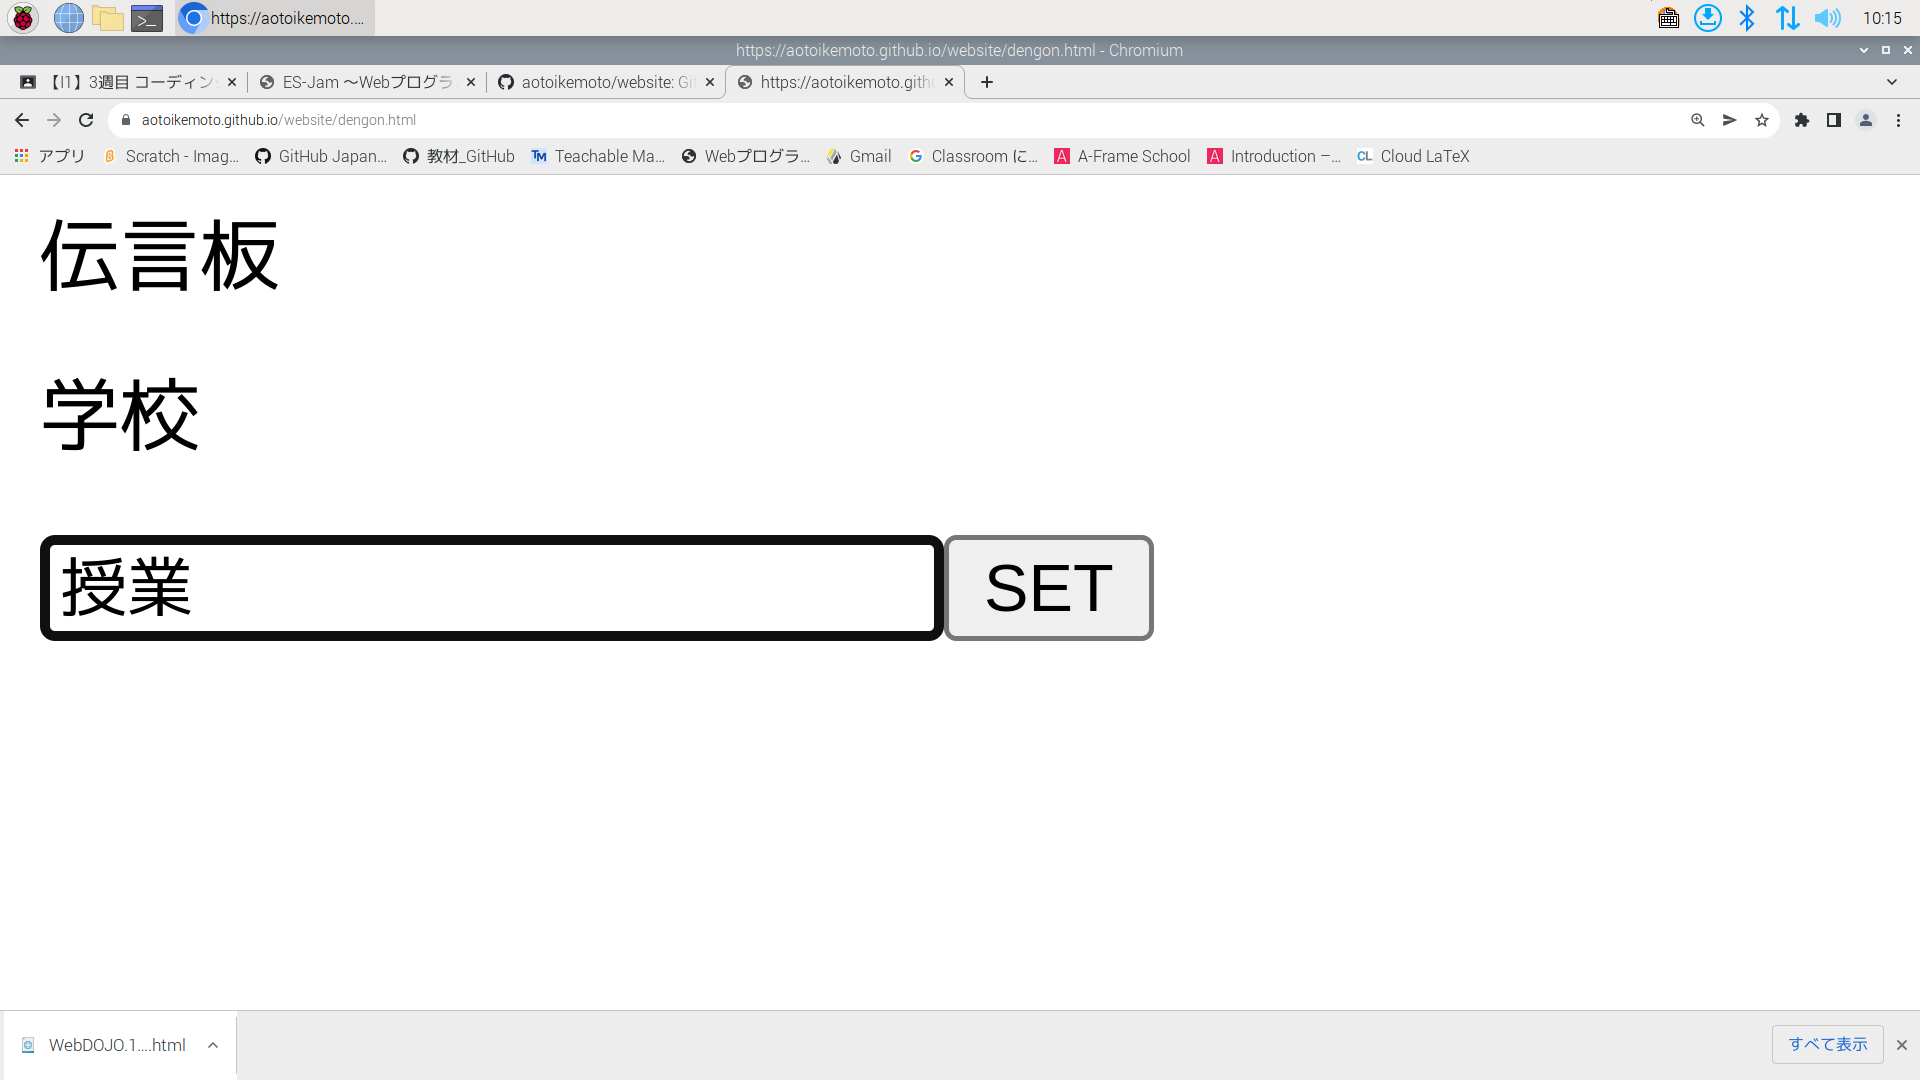 https://aotoikemoto....
10:15
https://aotoikemoto.github.io/website/dengon.html - Chromium
【I1】3週目 コーディン
ES-Jam 〜Webプログラ
aotoikemoto/website: Git
https://aotoikemoto.githu
aotoikemoto.github.io/website/dengon.html
アプリ
Scratch - Imag...
GitHub Japan...
教材_GitHub
Teachable Ma...
Webプログラ...
Gmail
Classroom に...
A-Frame School
Introduction –...
Cloud LaTeX
伝言板
学校
授業
SET
WebDOJO.1....html
すべて表示